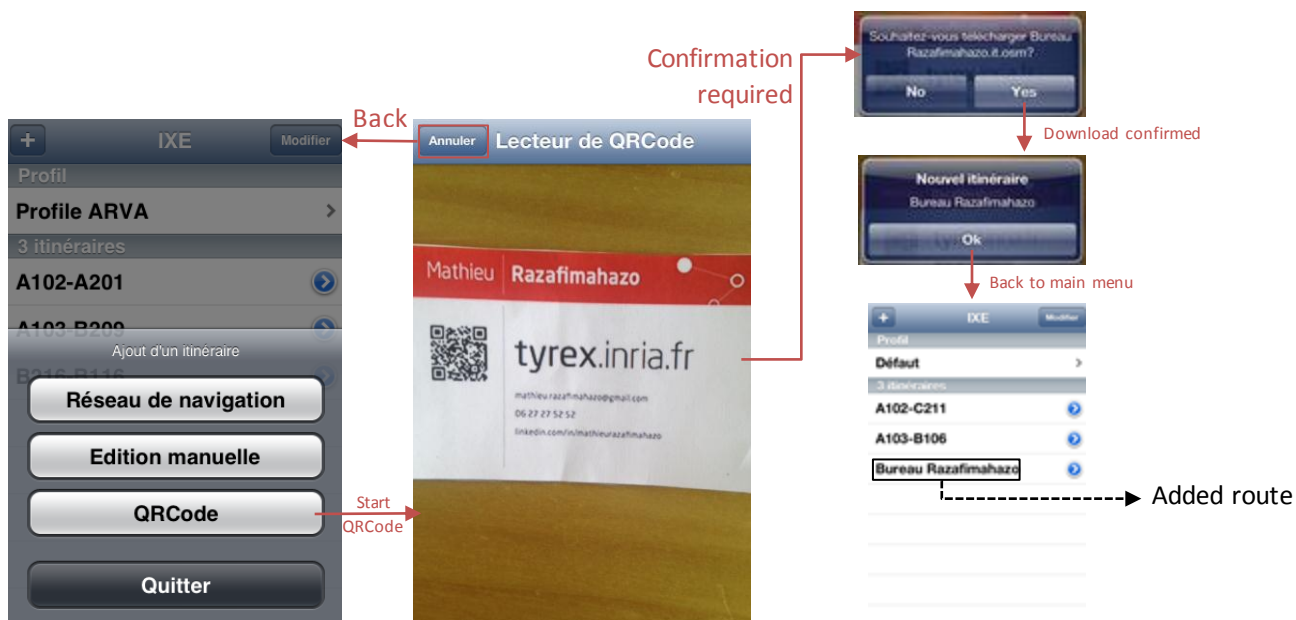 + IXE Modifier
Profil
Profile ARVA
3 itinéraires
A102-A201
A103-B209
B216-B116
Ajout d'un itinéraire
Réseau de navigation
Edition manuelle
QRCode
Quitter
Back
Start
QRCode
Annuler Lecteur de QRCode
Mathieu Razafimahazo
tyrex.inria.fr
mathieu.razafimahazo@gmail.com
06 27 27 52 52
linkedin.com/in/mathieurazafimahazo
Confirmation
required
Souhaitez-vous télécharger Bureau
Razafimahazo.it.osm?
No Yes
Download confirmed
Nouvel itinéraire
Bureau Razafimahazo
Ok
Back to main menu
+ IXE Modifier
Profil
Défaut
3 itinéraires
A102-C211
A103-B106
Bureau Razafimahazo
Added route